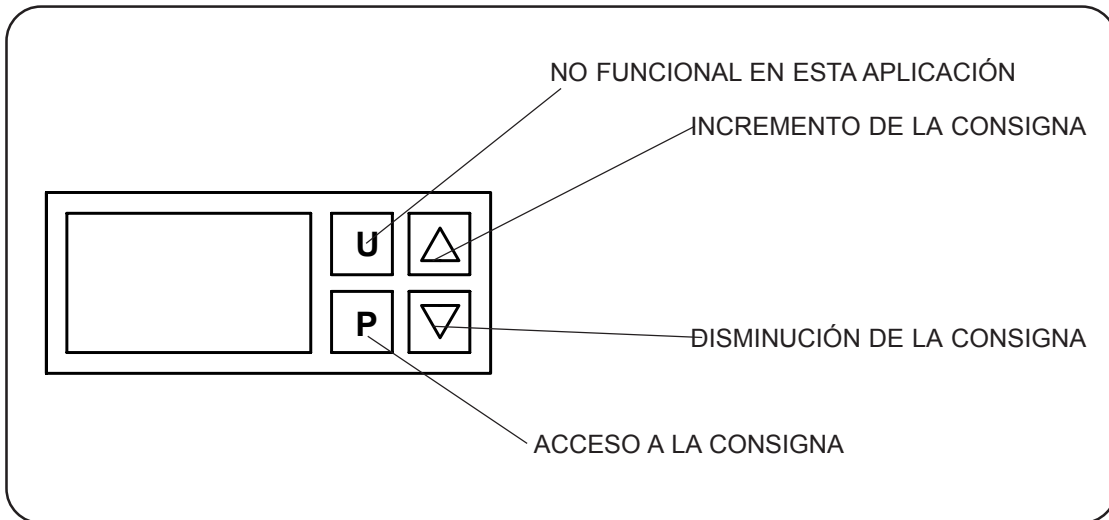 NO FUNCIONAL EN ESTA APLICACIÓN
INCREMENTO DE LA CONSIGNA
U
P
DISMINUCIÓN DE LA CONSIGNA
ACCESO A LA CONSIGNA